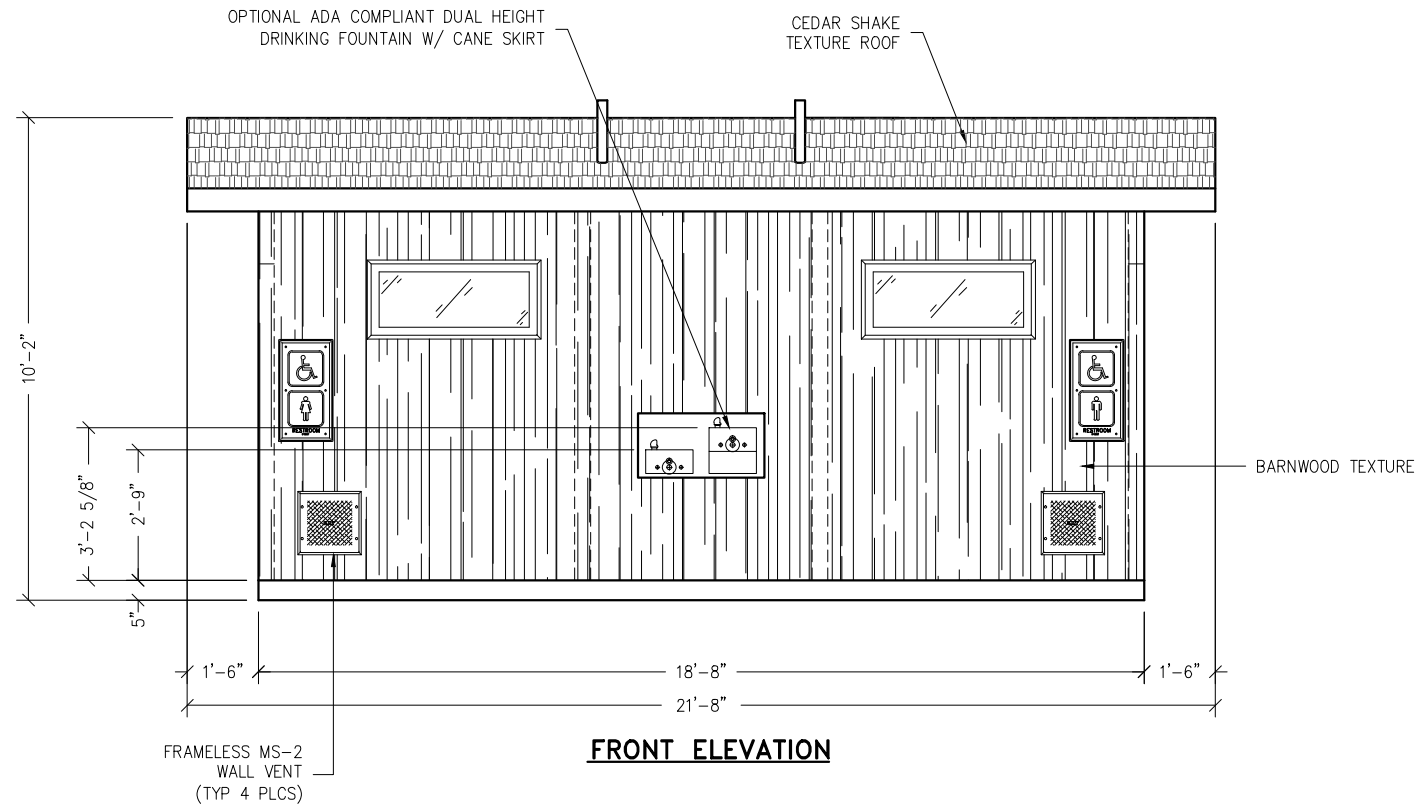 OPTIONAL ADA COMPLIANT DUAL HEIGHT
DRINKING FOUNTAIN W/ CANE SKIRT
CEDAR SHAKE
TEXTURE ROOF
10'-2"
3'-2 5/8"
2'-9"
5"
RESTROOM
RESTROOM
BARNWOOD TEXTURE
1'-6"
18'-8"
1'-6"
21'-8"
FRAMELESS MS-2
WALL VENT
(TYP 4 PLCS)
FRONT ELEVATION